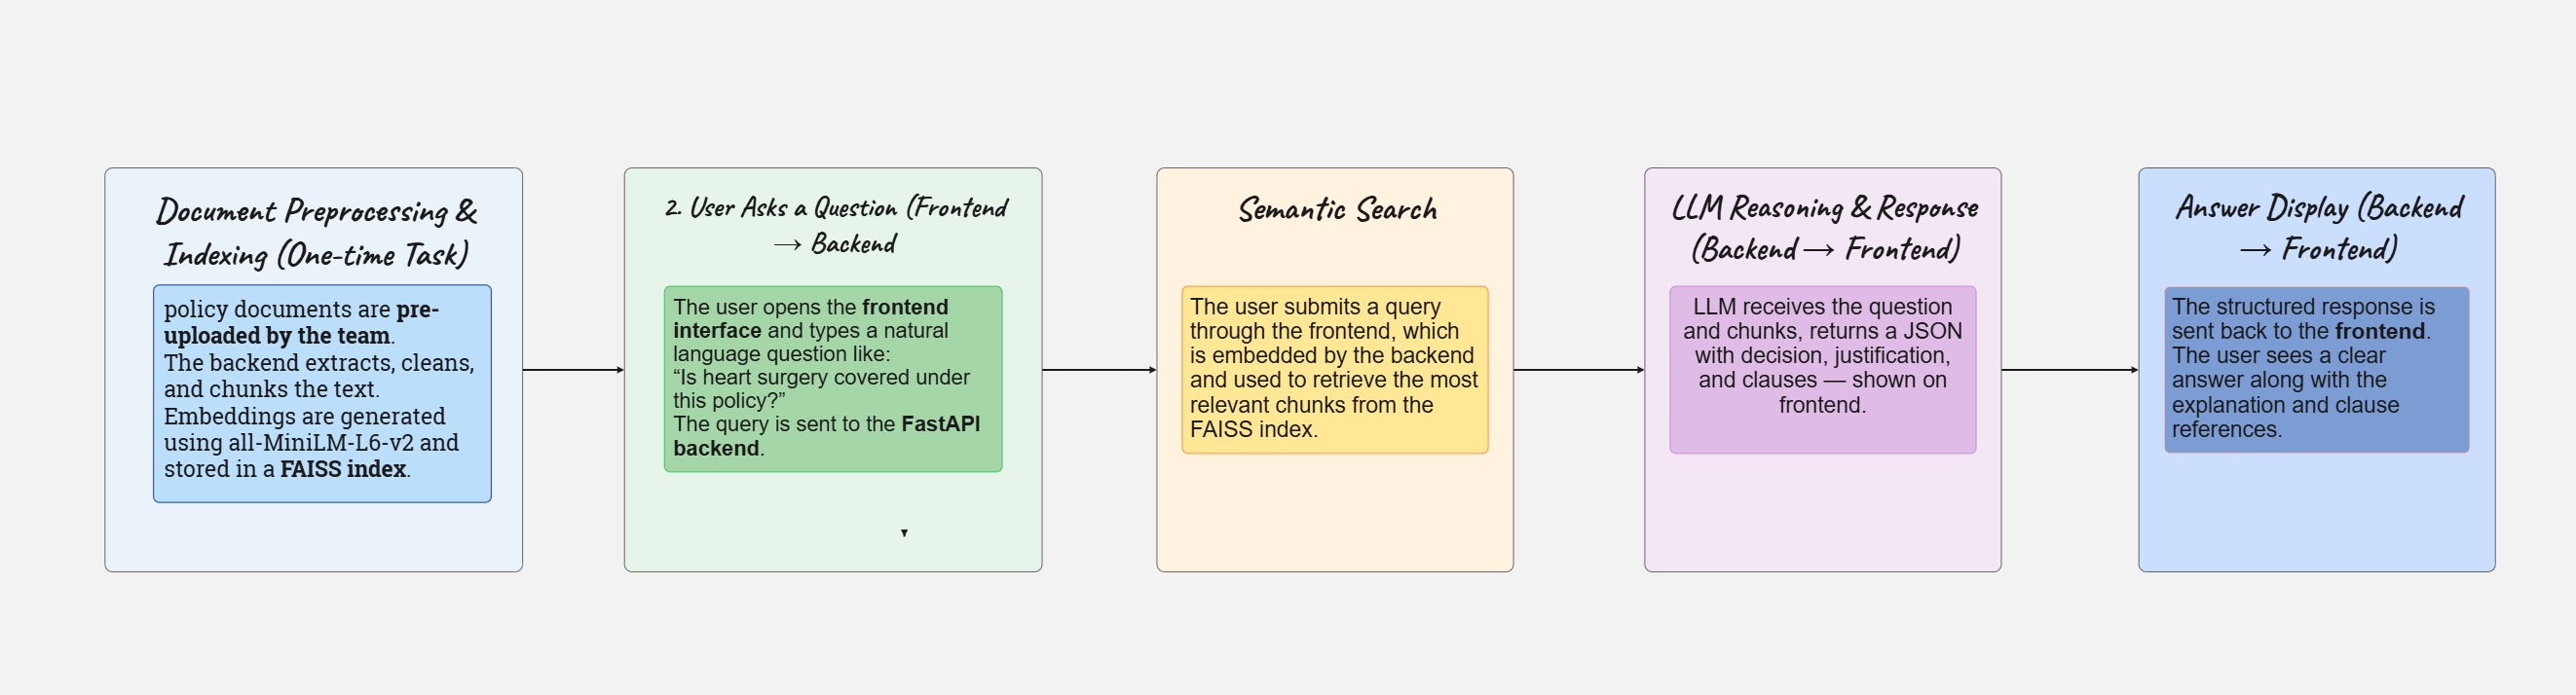 Document Preprocessing &
Indexing (One-time Task)
policy documents are pre-
uploaded by the team.
The backend extracts, cleans,
and chunks the text.
Embeddings are generated
using all-MiniLM-L6-v2 and
stored in a FAISS index.
2. User Asks a Question (Frontend
→ Backend
The user opens the frontend
interface and types a natural
language question like:
“Is heart surgery covered under
this policy?”
The query is sent to the FastAPI
backend.
Semantic Search
The user submits a query
through the frontend, which
is embedded by the backend
and used to retrieve the most
relevant chunks from the
FAISS index.
LLM Reasoning & Response
(Backend → Frontend)
LLM receives the question
and chunks, returns a JSON
with decision, justification,
and clauses — shown on
frontend.
Answer Display (Backend
→ Frontend)
The structured response is
sent back to the frontend.
The user sees a clear
answer along with the
explanation and clause
references.